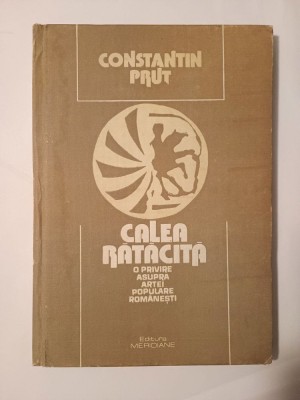 CONSTANTIN
PRUT
CALEA
RĂTĂCITĂ
O PRIVIRE
ASUPRA
ARTEI
POPULARE
ROMÂNEȘTI
Editura
MERIDIANE